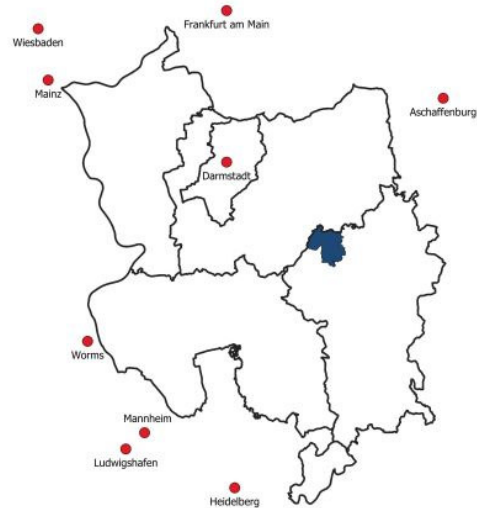 Frankfurt am Main
Wiesbaden
Mainz
Aschaffenburg
Darmstadt
Worms
Mannheim
Ludwigshafen
Heidelberg